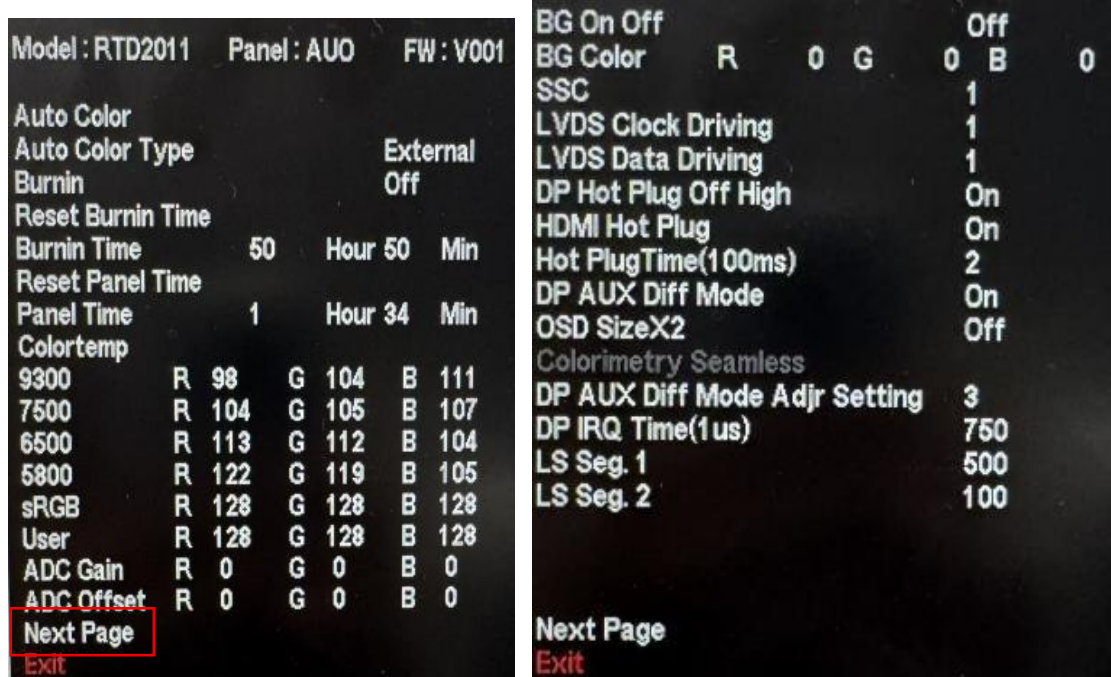 Model : RTD2011 Panel : AUO FW : V001
Auto Color
Auto Color Type External
Burnin Off
Reset Burnin Time
Burnin Time 50 Hour 50 Min
Reset Panel Time
Panel Time 1 Hour 34 Min
Colortemp
9300 R 98 G 104 B 111
7500 R 104 G 105 B 107
6500 R 113 G 112 B 104
5800 R 122 G 119 B 105
sRGB R 128 G 128 B 128
User R 128 G 128 B 128
ADC Gain R 0 G 0 B 0
ADC Offset R 0 G 0 B 0
Next Page
Exit
BG On Off Off
BG Color R 0 G 0 B 0
SSC 1
LVDS Clock Driving 1
LVDS Data Driving 1
DP Hot Plug Off High On
HDMI Hot Plug On
Hot PlugTime(100ms) 2
DP AUX Diff Mode On
OSD SizeX2 Off
Colorimetry Seamless
DP AUX Diff Mode Adjr Setting 3
DP IRQ Time(1us) 750
LS Seg. 1 500
LS Seg. 2 100
Next Page
Exit